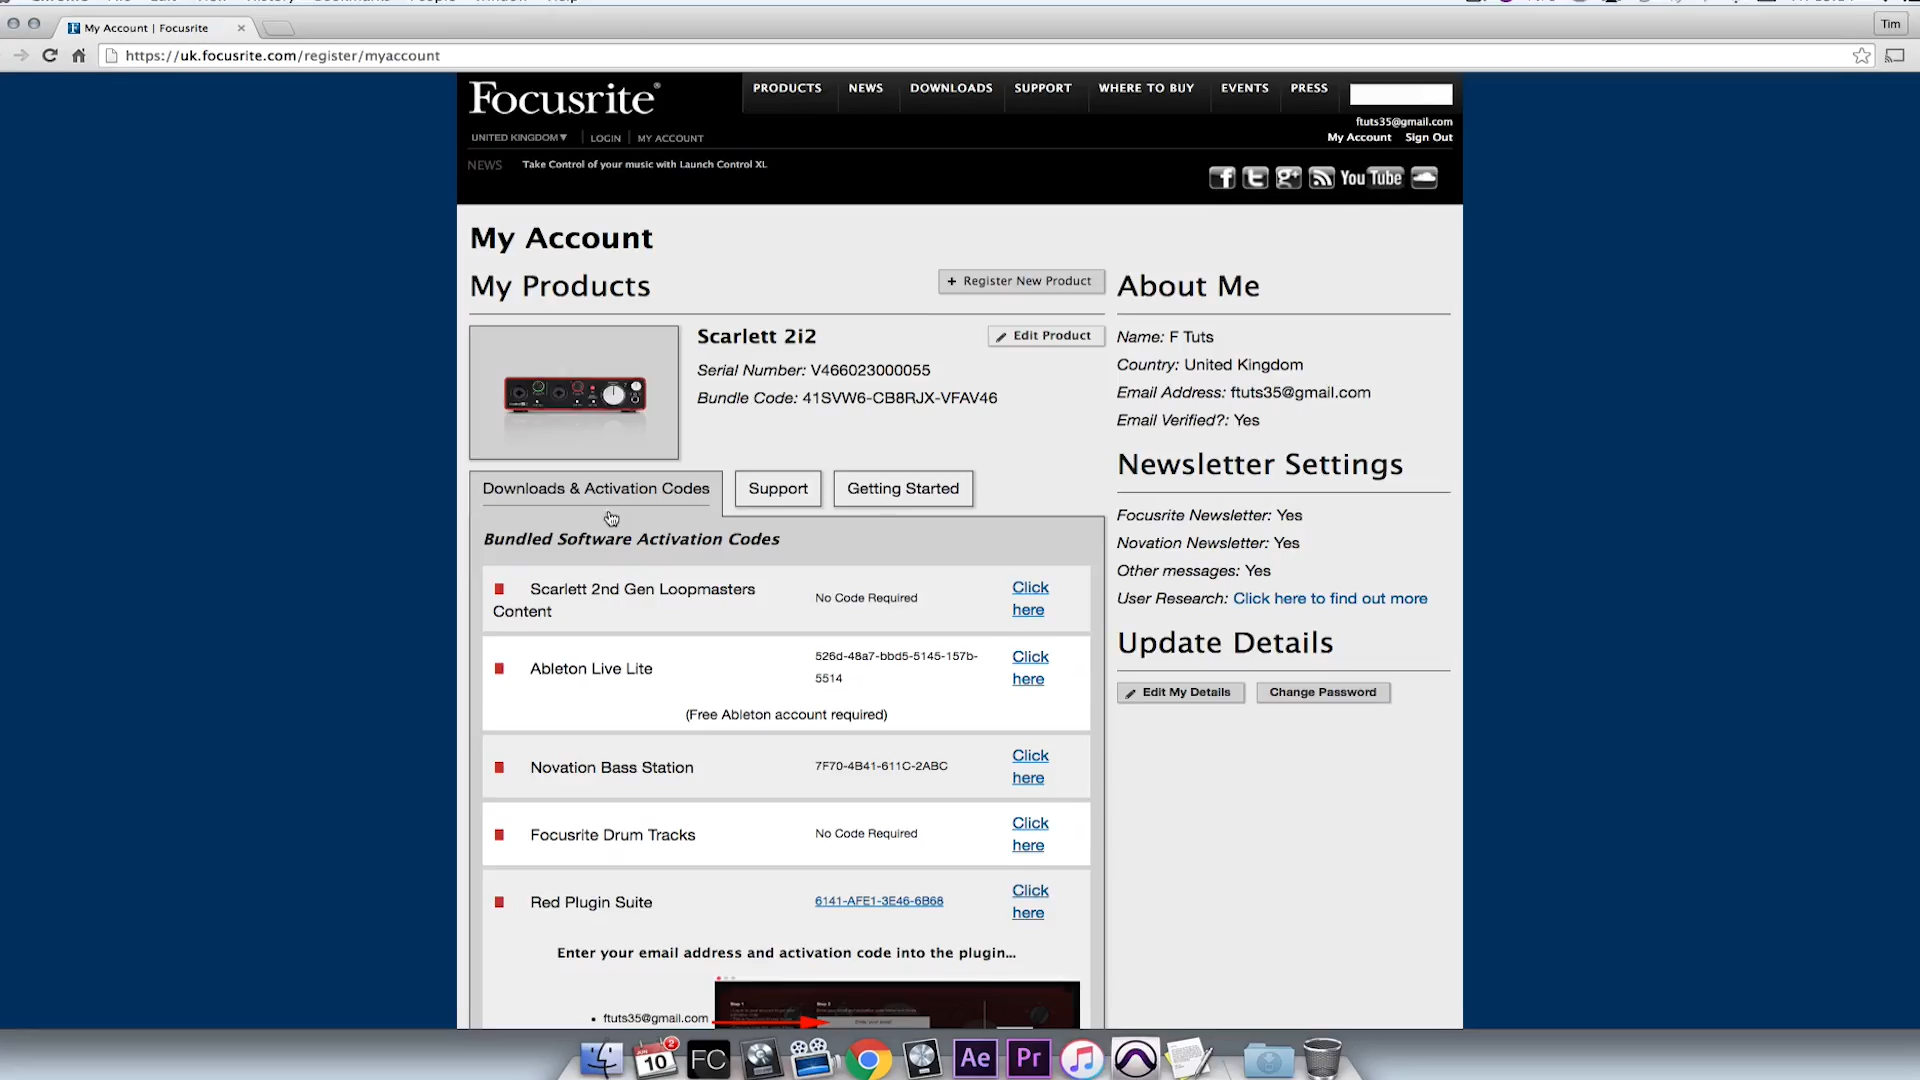 My Account | Focusrite
Tim
https://uk.focusrite.com/register/myaccount
Focusrite®
PRODUCTS NEWS DOWNLOADS SUPPORT WHERE TO BUY EVENTS PRESS
ftuts35@gmail.com
UNITED KINGDOM▼ LOGIN MY ACCOUNT
My Account Sign Out
NEWS Take Control of your music with Launch Control XL
You Tube
My Account
My Products
+ Register New Product
Scarlett 2i2
Edit Product
Serial Number: V466023000055
Bundle Code: 41SVW6-CB8RJX-VFAV46
Downloads & Activation Codes
Support
Getting Started
Bundled Software Activation Codes
Scarlett 2nd Gen Loopmasters
Content
No Code Required
Click
here
Ableton Live Lite
526d-48a7-bbd5-5145-157b-
5514
Click
here
(Free Ableton account required)
Novation Bass Station
7F70-4B41-611C-2ABC
Click
here
Focusrite Drum Tracks
No Code Required
Click
here
Red Plugin Suite
6141-AFE1-3E46-6B68
Click
here
Enter your email address and activation code into the plugin...
• ftuts35@gmail.com
About Me
Name: F Tuts
Country: United Kingdom
Email Address: ftuts35@gmail.com
Email Verified?: Yes
Newsletter Settings
Focusrite Newsletter: Yes
Novation Newsletter: Yes
Other messages: Yes
User Research: Click here to find out more
Update Details
Edit My Details
Change Password
10
2
FC
Ae
Pr